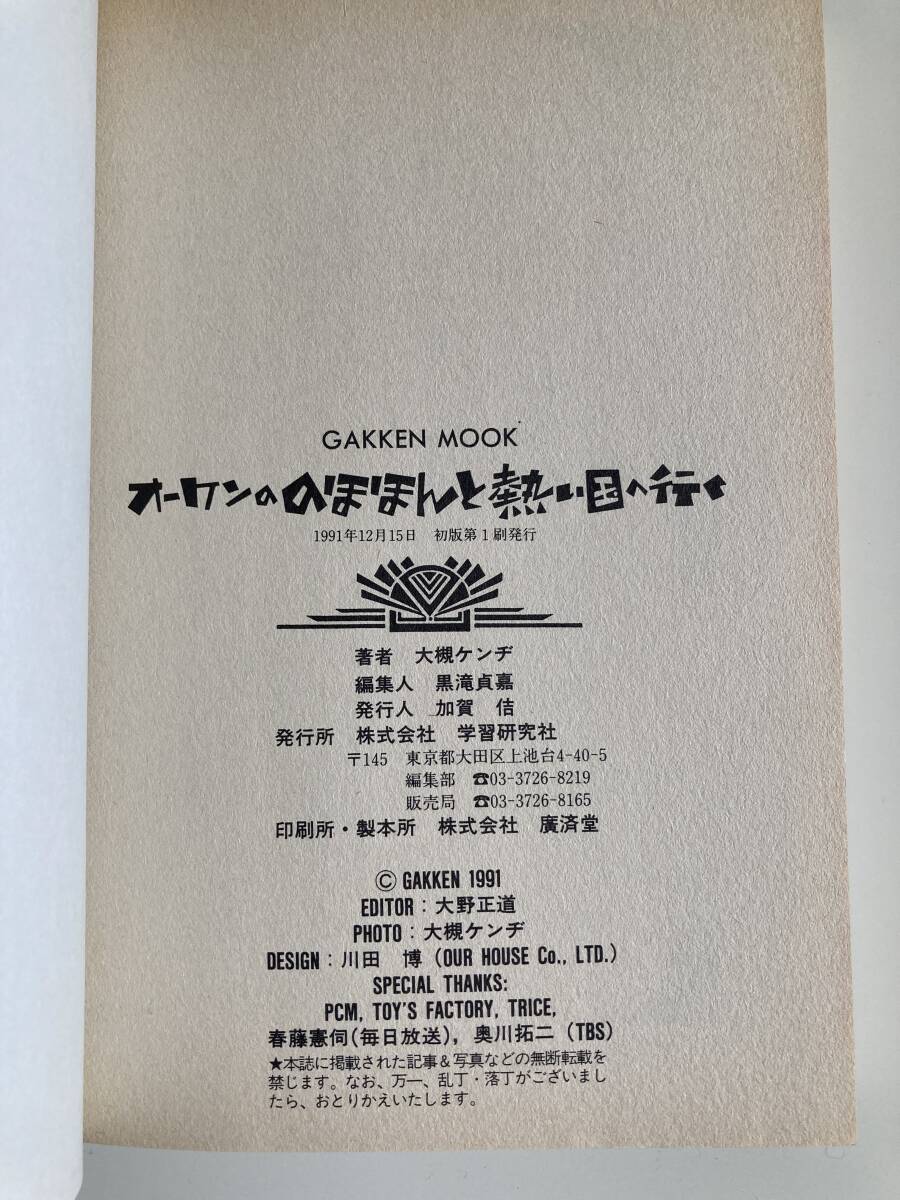 GAKKEN MOOK
オーケンののほほんと熱い国へ行く
1991年12月15日　初版第1刷発行
著者　大槻ケンヂ
編集人　黒滝貞嘉
発行人　加賀　佶
発行所　株式会社　学習研究社
〒145　東京都大田区上池台4-40-5
編集部　☎03-3726-8219
販売局　☎03-3726-8165
印刷所・製本所　株式会社　廣済堂
© GAKKEN 1991
EDITOR：大野正道
PHOTO：大槻ケンヂ
DESIGN：川田　博（OUR HOUSE Co., LTD.）
SPECIAL THANKS:
PCM, TOY'S FACTORY, TRICE,
春藤憲伺（毎日放送）, 奥川拓二（TBS）
★本誌に掲載された記事＆写真などの無断転載を
禁じます。なお、万一、乱丁・落丁がございまし
たら、おとりかえいたします。